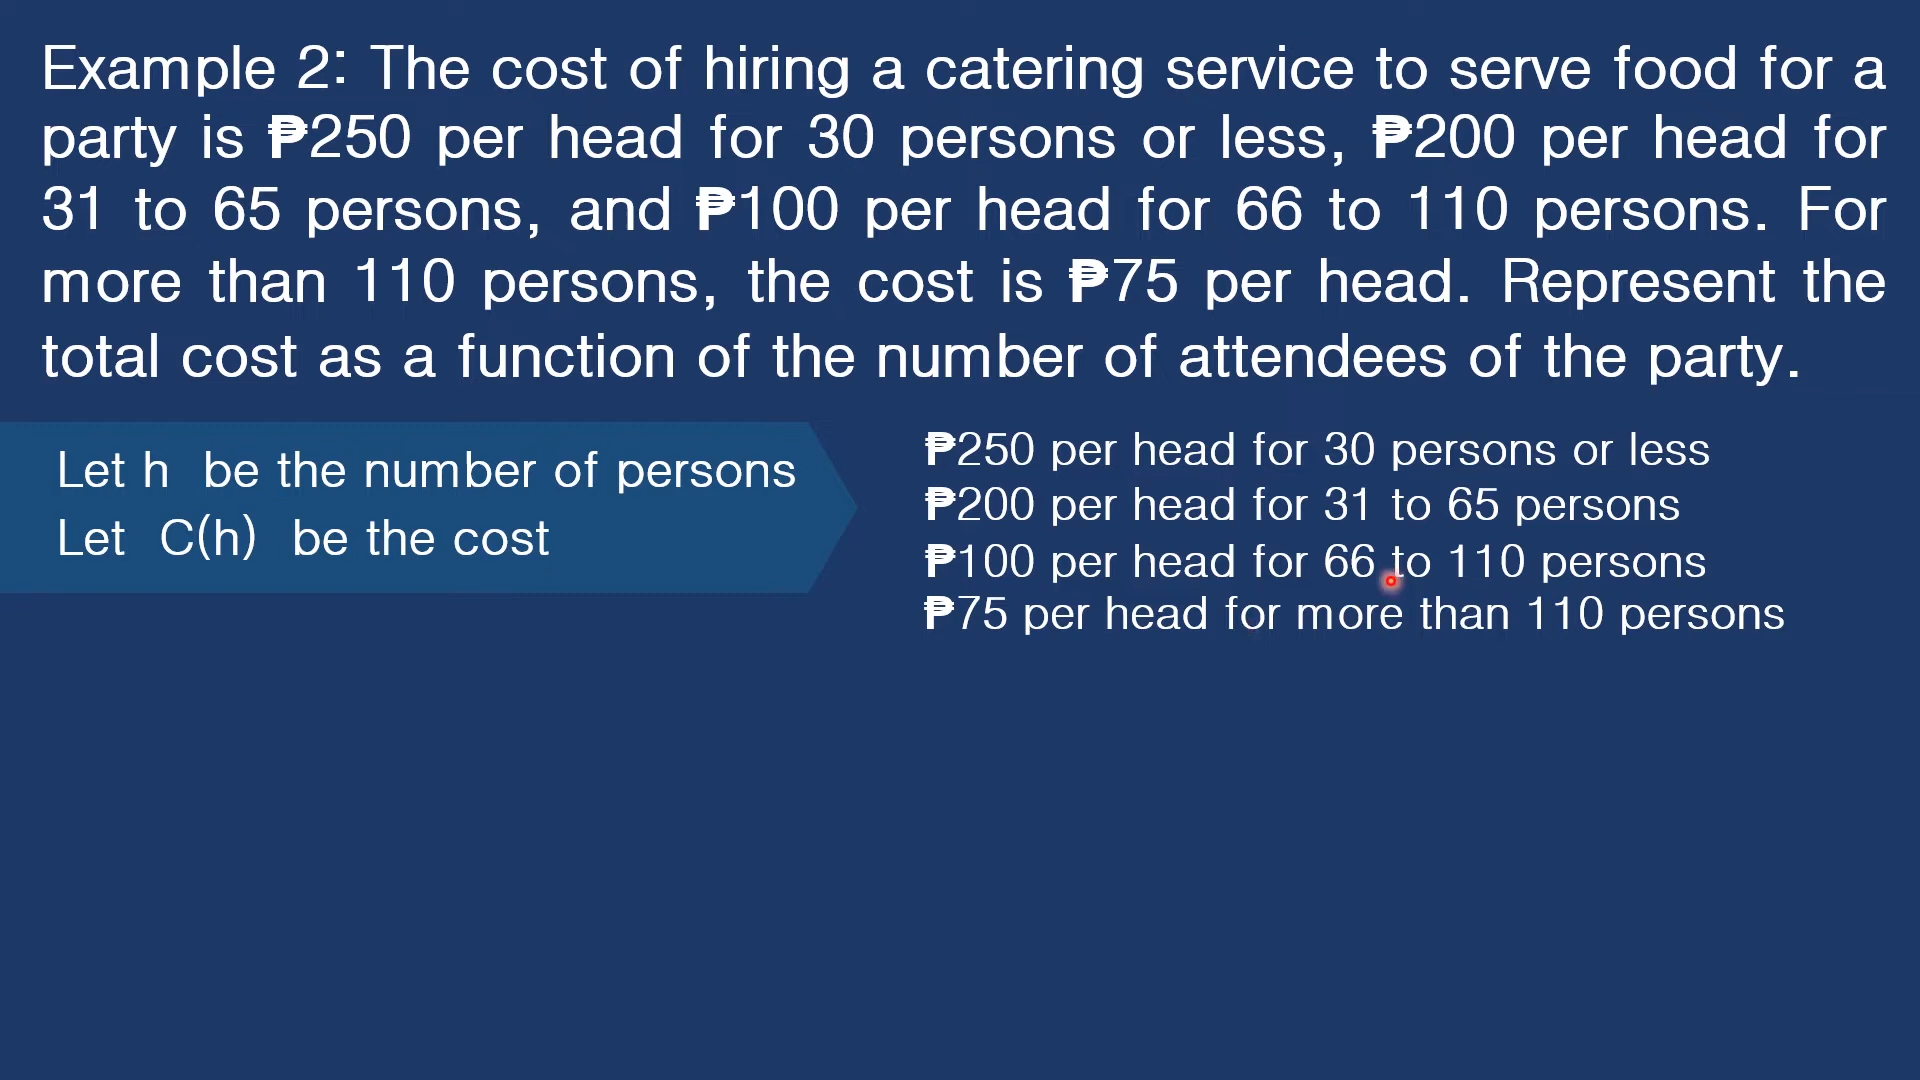 Example 2: The cost of hiring a catering service to serve food for a
party is ₱250 per head for 30 persons or less, ₱200 per head for
31 to 65 persons, and ₱100 per head for 66 to 110 persons. For
more than 110 persons, the cost is ₱75 per head. Represent the
total cost as a function of the number of attendees of the party.
Let h be the number of persons
Let C(h) be the cost
₱250 per head for 30 persons or less
₱200 per head for 31 to 65 persons
₱100 per head for 66 to 110 persons
₱75 per head for more than 110 persons